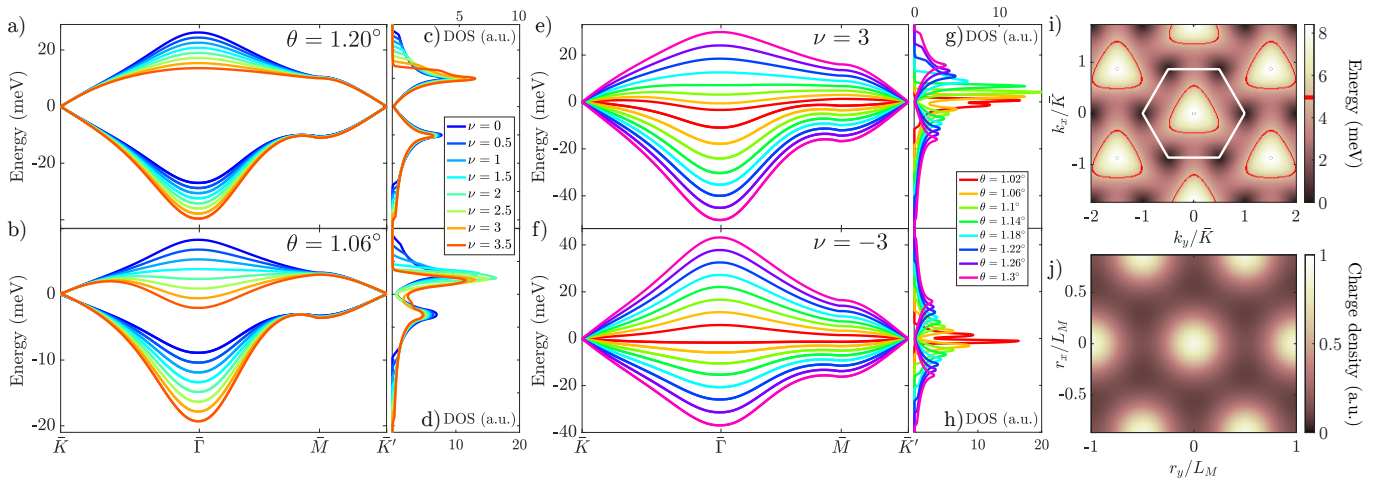 a)
θ = 1.20°
Energy (meV)
20
0
-20
b)
θ = 1.06°
Energy (meV)
0
-10
-20
K̄
Γ̄
M̄
K̄′
5
10
c)
DOS (a.u.)
ν = 0
ν = 0.5
ν = 1
ν = 1.5
ν = 2
ν = 2.5
ν = 3
ν = 3.5
d)
DOS (a.u.)
10
20
e)
ν = 3
Energy (meV)
20
0
-20
-40
f)
ν = −3
Energy (meV)
40
20
0
-20
-40
K̄
Γ̄
M̄
K̄′
0
10
g)
DOS (a.u.)
θ = 1.02°
θ = 1.06°
θ = 1.1°
θ = 1.14°
θ = 1.18°
θ = 1.22°
θ = 1.26°
θ = 1.3°
h)
DOS (a.u.)
10
20
i)
k_x/K̄
1
0
-1
-2
-1
0
1
2
k_y/K̄
8
6
4
2
0
Energy (meV)
j)
r_x/L_M
0.5
0
-0.5
-1
0
1
r_y/L_M
1
0.5
0
Charge density (a.u.)